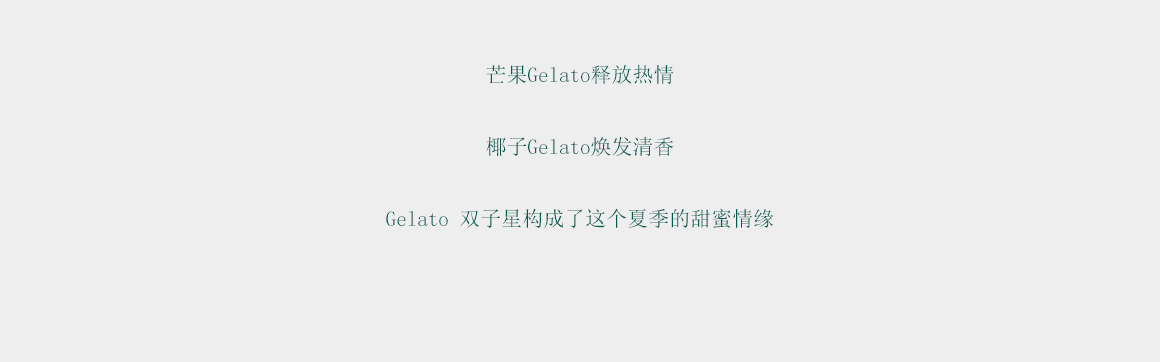 芒果Gelato释放热情
椰子Gelato焕发清香
Gelato 双子星构成了这个夏季的甜蜜情缘